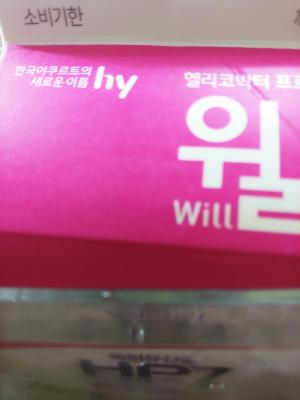 소비기한
한국야쿠르트의
새로운 이름 hy
헬리코박터 프로
윌
Will